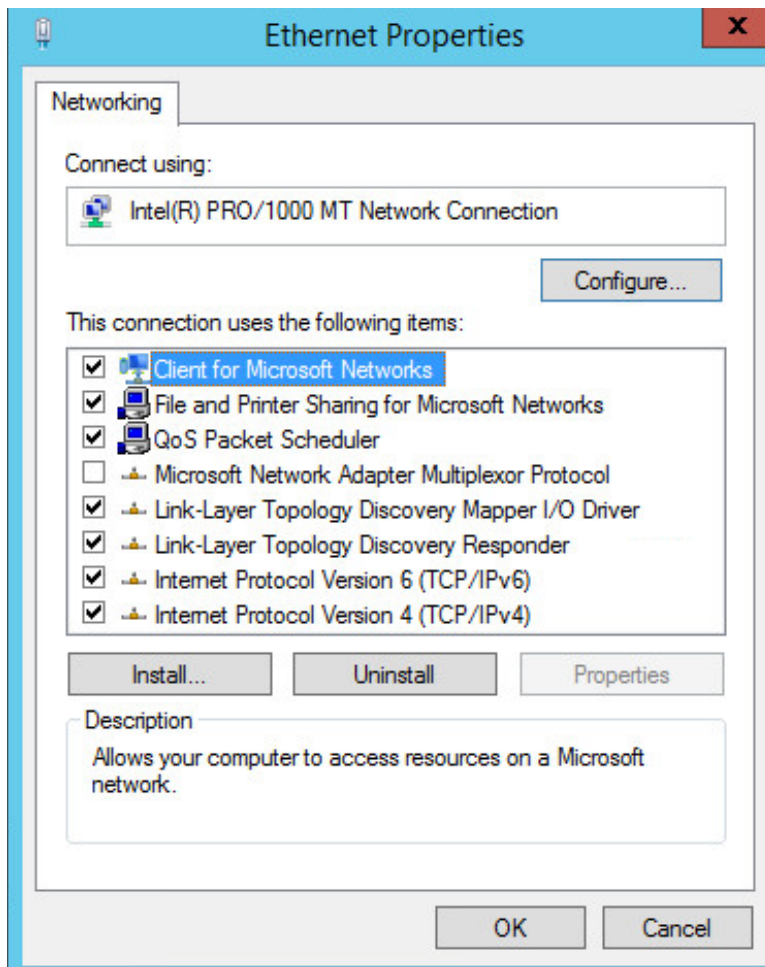 Ethernet Properties
x
Networking
Connect using:
Intel(R) PRO/1000 MT Network Connection
Configure...
This connection uses the following items:
Client for Microsoft Networks
File and Printer Sharing for Microsoft Networks
QoS Packet Scheduler
Microsoft Network Adapter Multiplexor Protocol
Link-Layer Topology Discovery Mapper I/O Driver
Link-Layer Topology Discovery Responder
Internet Protocol Version 6 (TCP/IPv6)
Internet Protocol Version 4 (TCP/IPv4)
Install...
Uninstall
Properties
Description
Allows your computer to access resources on a Microsoft
network.
OK
Cancel